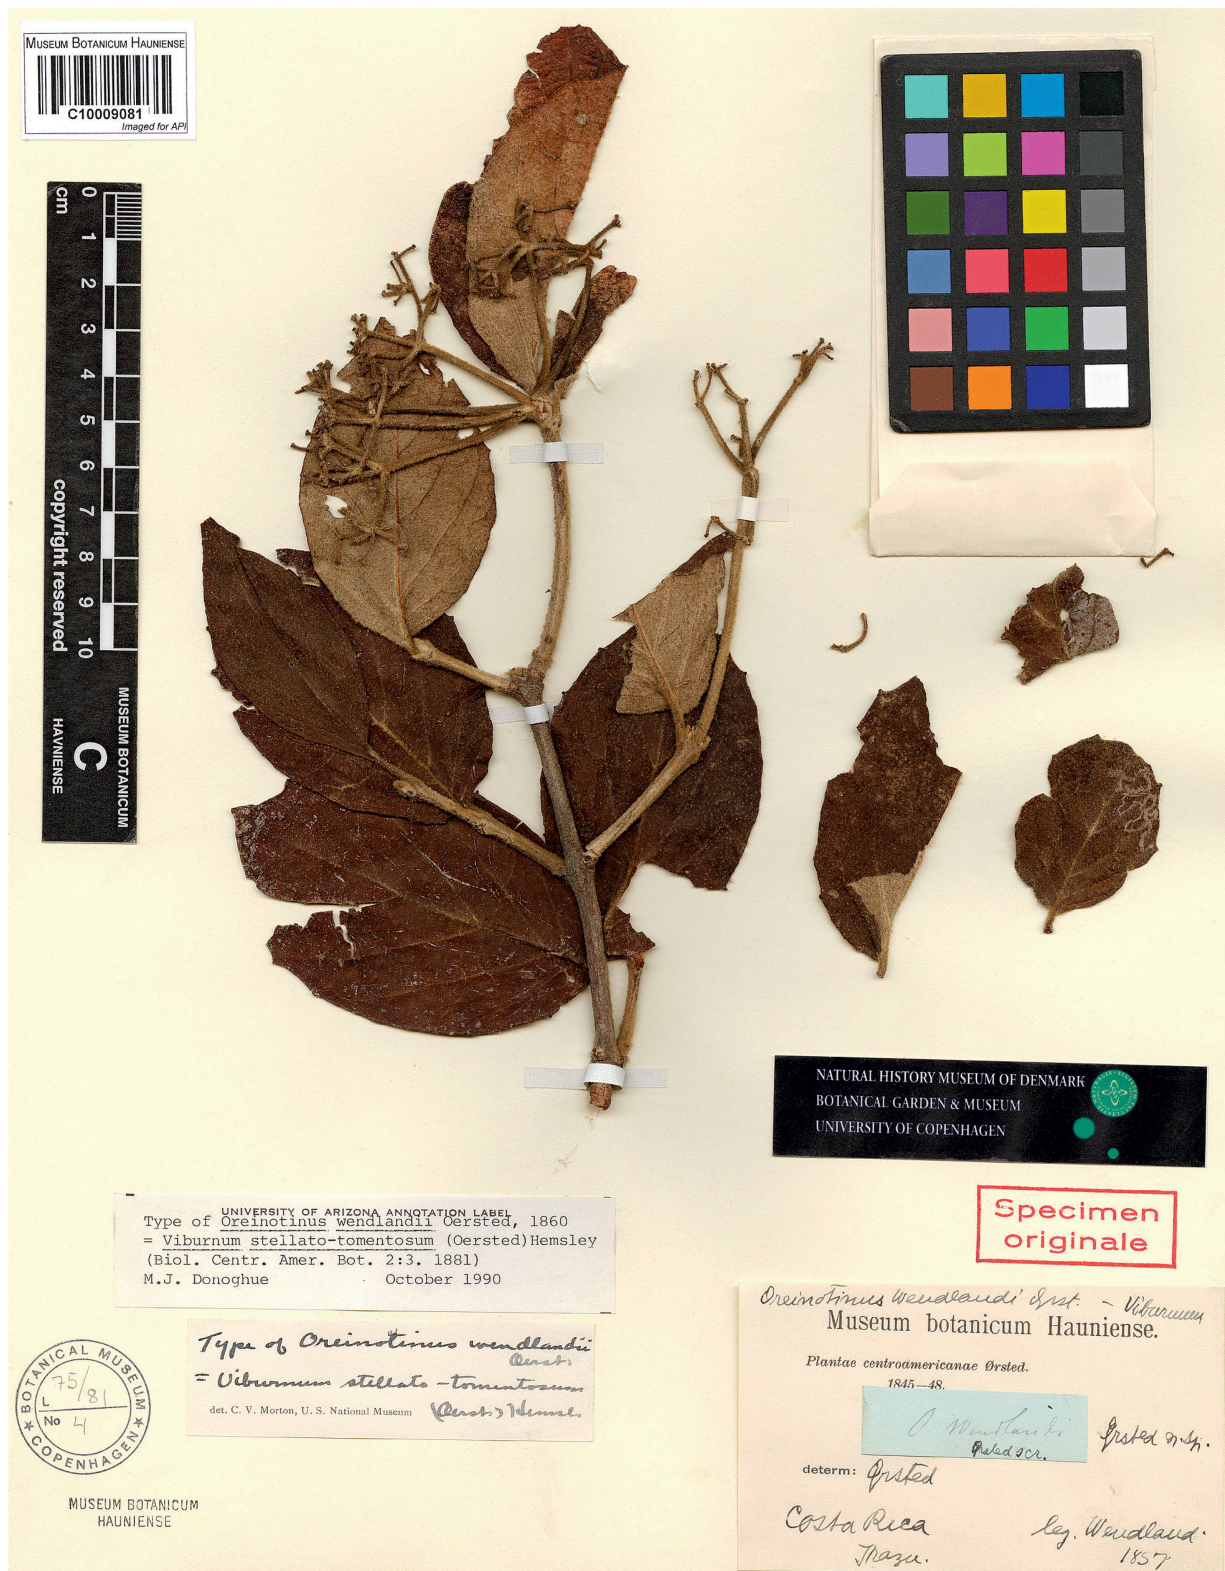 MUSEUM BOTANICUM HAUNIENSE
C10009081
Imaged for API
cm
0
1
2
3
4
5
6
7
8
9
10
copyright reserved
HAVNIENSE
C
MUSEUM BOTANICUM
NATURAL HISTORY MUSEUM OF DENMARK
BOTANICAL GARDEN & MUSEUM
UNIVERSITY OF COPENHAGEN
Specimen
originale
UNIVERSITY OF ARIZONA ANNOTATION LABEL
Type of Oreinotinus wendlandii Oersted, 1860
= Viburnum stellato-tomentosum (Oersted)Hemsley
(Biol. Centr. Amer. Bot. 2:3. 1881)
M.J. Donoghue October 1990
Type of Oreinotinus wendlandii
Oerst.
= Viburnum stellato-tomentosum
det. C. V. Morton, U. S. National Museum (Oerst.) Hemsl.
BOTANICAL MUSEUM
L 75/81
No 4
COPENHAGEN
MUSEUM BOTANICUM
HAUNIENSE
Oreinotinus Wendlandi Ørst. - Viburnum
Museum botanicum Hauniense.
Plantae centroamericanae Ørsted.
1845-48.
O Wendlandi
Ørsted scr.
Ørsted n. sp.
determ: Ørsted
Costa Rica leg. Wendland.
Irazu. 1857